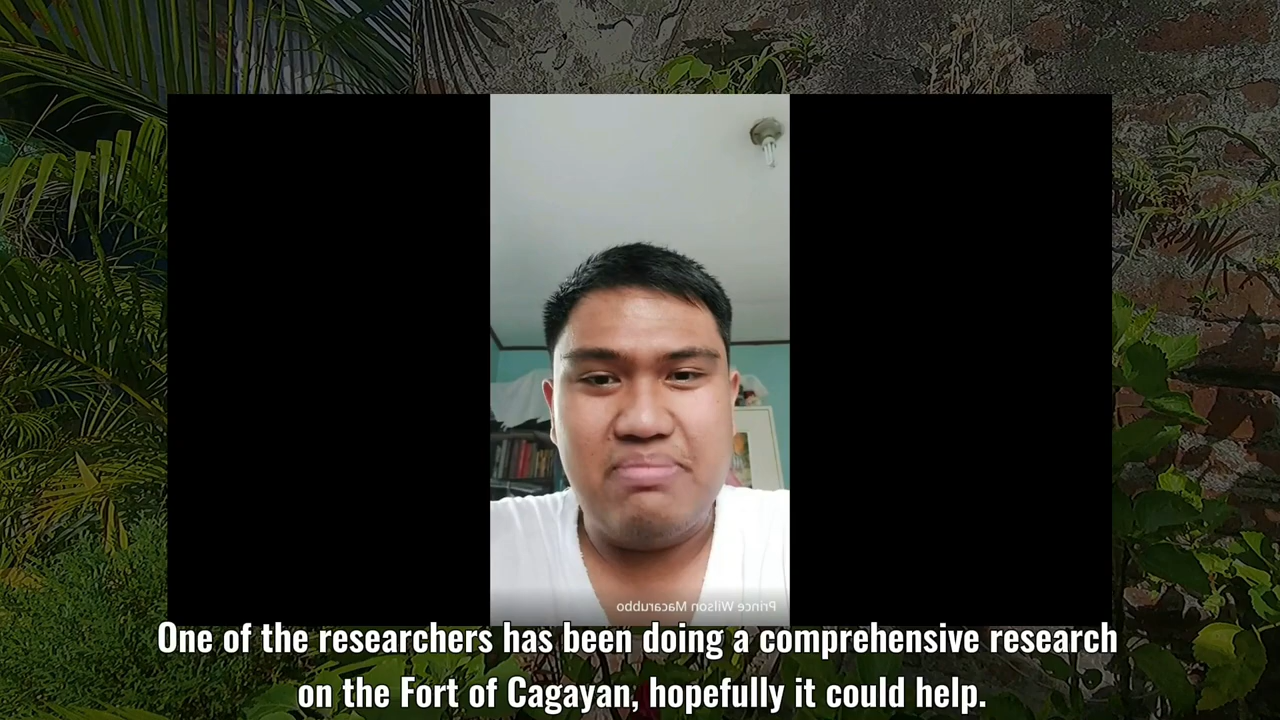 Prince Wilson Macarubbo
One of the researchers has been doing a comprehensive research
on the Fort of Cagayan, hopefully it could help.